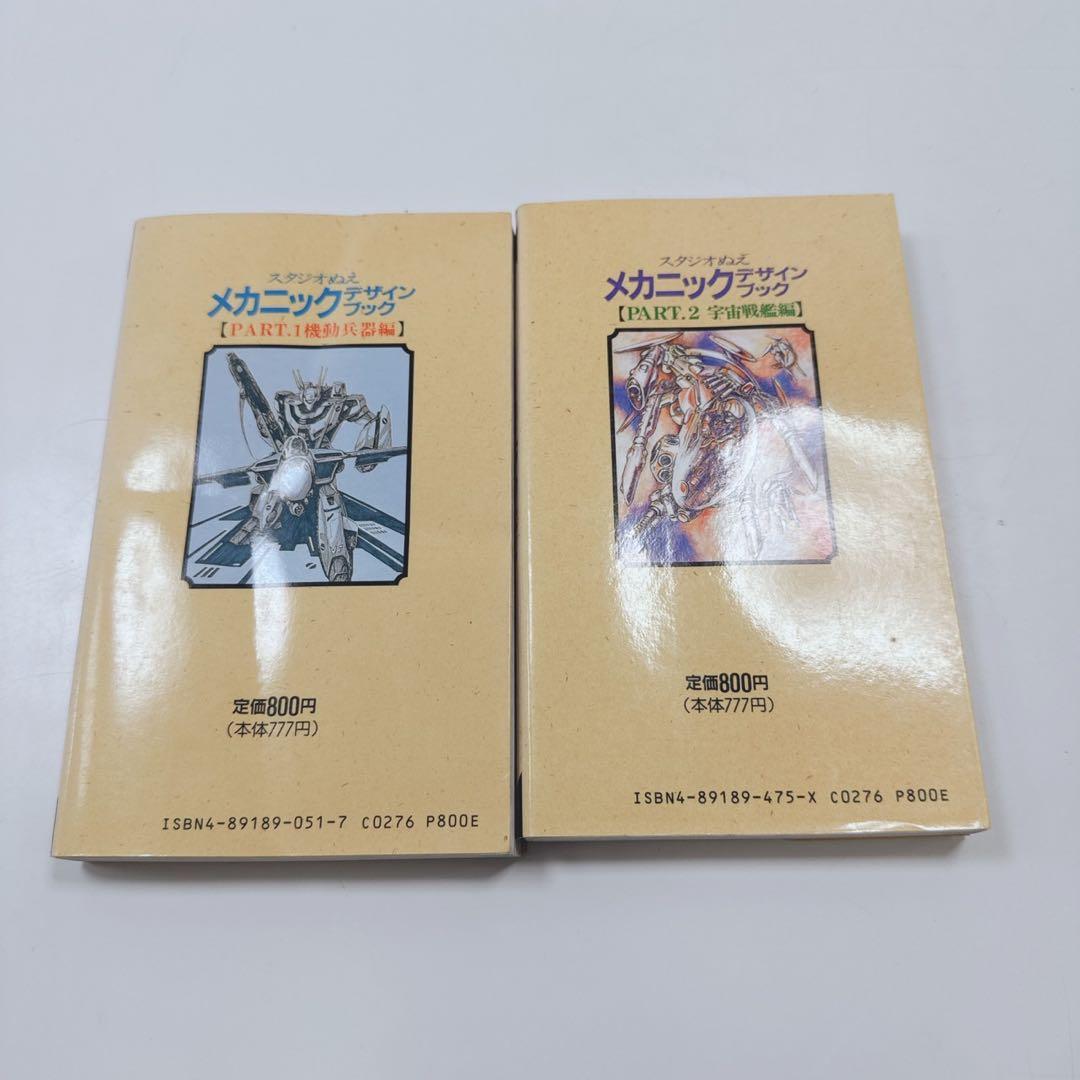 スタジオぬえ
メカニックデザインブック
【PART.1機動兵器編】
定価800円
(本体777円)
ISBN4-89189-051-7 C0276 P800E
スタジオぬえ
メカニックデザインブック
【PART.2 宇宙戦艦編】
定価800円
(本体777円)
ISBN4-89189-475-X C0276 P800E